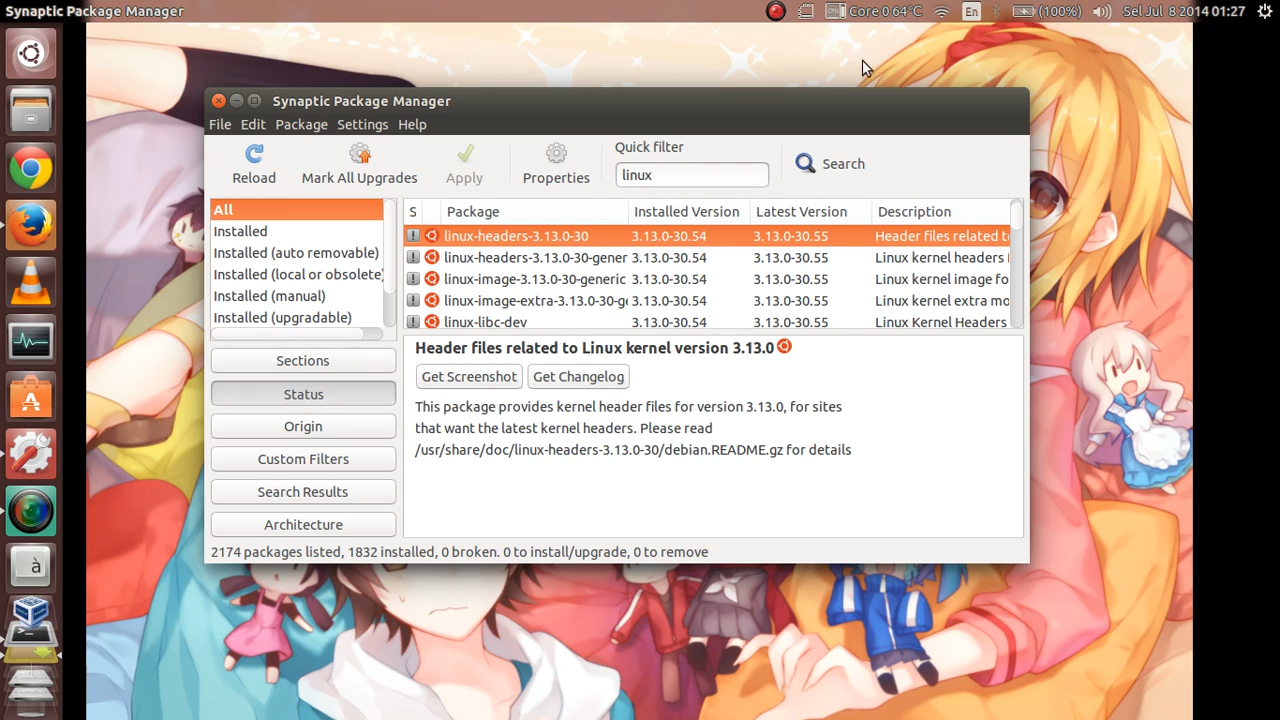 Synaptic Package Manager
Core 0 64°C En (100%) Sel Jul 8 2014 01:27
Synaptic Package Manager
File Edit Package Settings Help
Reload Mark All Upgrades Apply Properties
Quick filter
linux
Search
All
Installed
Installed (auto removable)
Installed (local or obsolete)
Installed (manual)
Installed (upgradable)
Sections
Status
Origin
Custom Filters
Search Results
Architecture
S Package Installed Version Latest Version Description
linux-headers-3.13.0-30 3.13.0-30.54 3.13.0-30.55 Header files related t
linux-headers-3.13.0-30-gener 3.13.0-30.54 3.13.0-30.55 Linux kernel headers
linux-image-3.13.0-30-generic 3.13.0-30.54 3.13.0-30.55 Linux kernel image fo
linux-image-extra-3.13.0-30-ge 3.13.0-30.54 3.13.0-30.55 Linux kernel extra mo
linux-libc-dev 3.13.0-30.54 3.13.0-30.55 Linux Kernel Headers
Header files related to Linux kernel version 3.13.0
Get Screenshot Get Changelog
This package provides kernel header files for version 3.13.0, for sites
that want the latest kernel headers. Please read
/usr/share/doc/linux-headers-3.13.0-30/debian.README.gz for details
2174 packages listed, 1832 installed, 0 broken. 0 to install/upgrade, 0 to remove
à